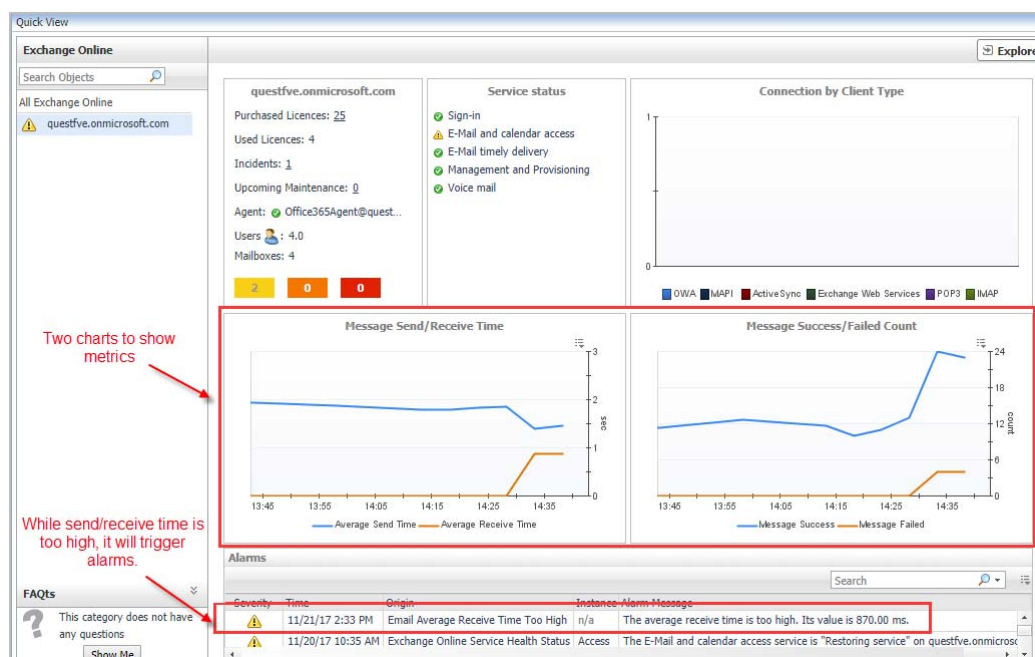 Quick View
Exchange Online
Explore
Search Objects
All Exchange Online
questfve.onmicrosoft.com
questfve.onmicrosoft.com
Purchased Licences: 25
Used Licences: 4
Incidents: 1
Upcoming Maintenance: 0
Agent: Office365Agent@quest...
Users : 4.0
Mailboxes: 4
2 0 0
Service status
Sign-in
E-Mail and calendar access
E-Mail timely delivery
Management and Provisioning
Voice mail
Connection by Client Type
1
0
OWA MAPI ActiveSync Exchange Web Services POP3 IMAP
Two charts to show
metrics
Message Send/Receive Time
3
2
sec
1
0
13:45 13:55 14:05 14:15 14:25 14:35
Average Send Time Average Receive Time
Message Success/Failed Count
24
18
12
count
6
0
13:45 13:55 14:05 14:15 14:25 14:35
Message Success Message Failed
While send/receive time is
too high, it will trigger
alarms.
Alarms
Search
Severity Time Origin Instance Alarm Message
11/21/17 2:33 PM Email Average Receive Time Too High n/a The average receive time is too high. Its value is 870.00 ms.
11/20/17 10:35 AM Exchange Online Service Health Status Access The E-Mail and calendar access service is "Restoring service" on questfve.onmicrosc
FAQts
This category does not have
any questions
Show Me